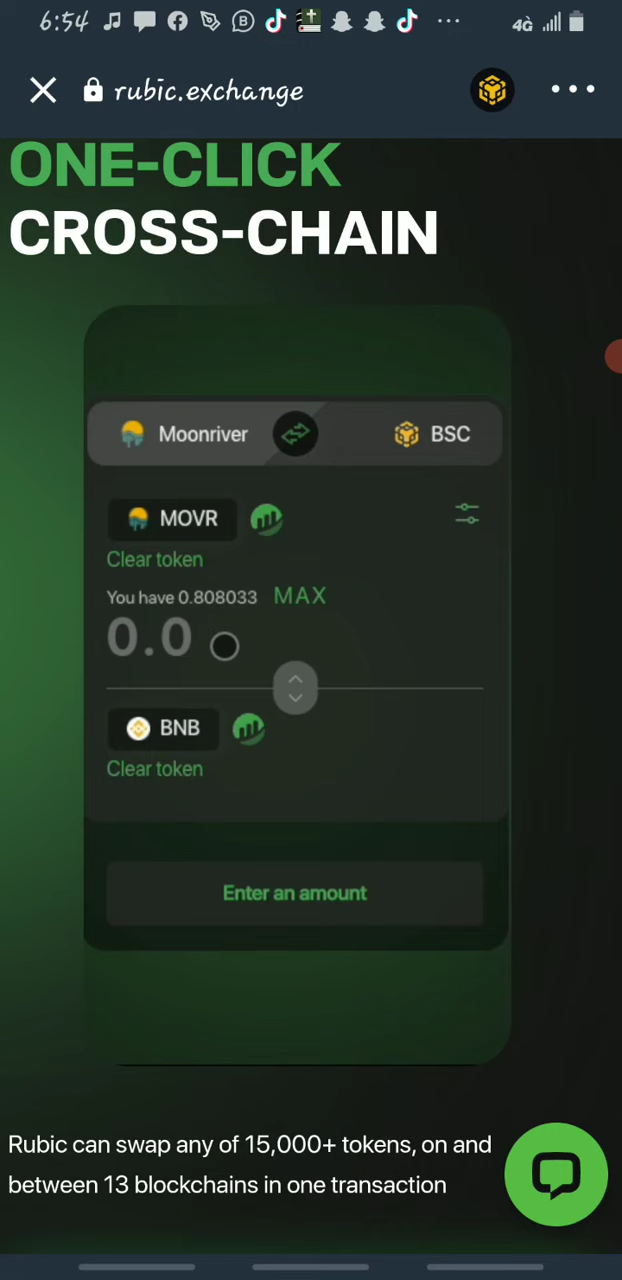 6:54
4G
rubic.exchange
ONE-CLICK
CROSS-CHAIN
Moonriver
BSC
MOVR
Clear token
You have 0.808033 MAX
0.0
BNB
Clear token
Enter an amount
Rubic can swap any of 15,000+ tokens, on and
between 13 blockchains in one transaction